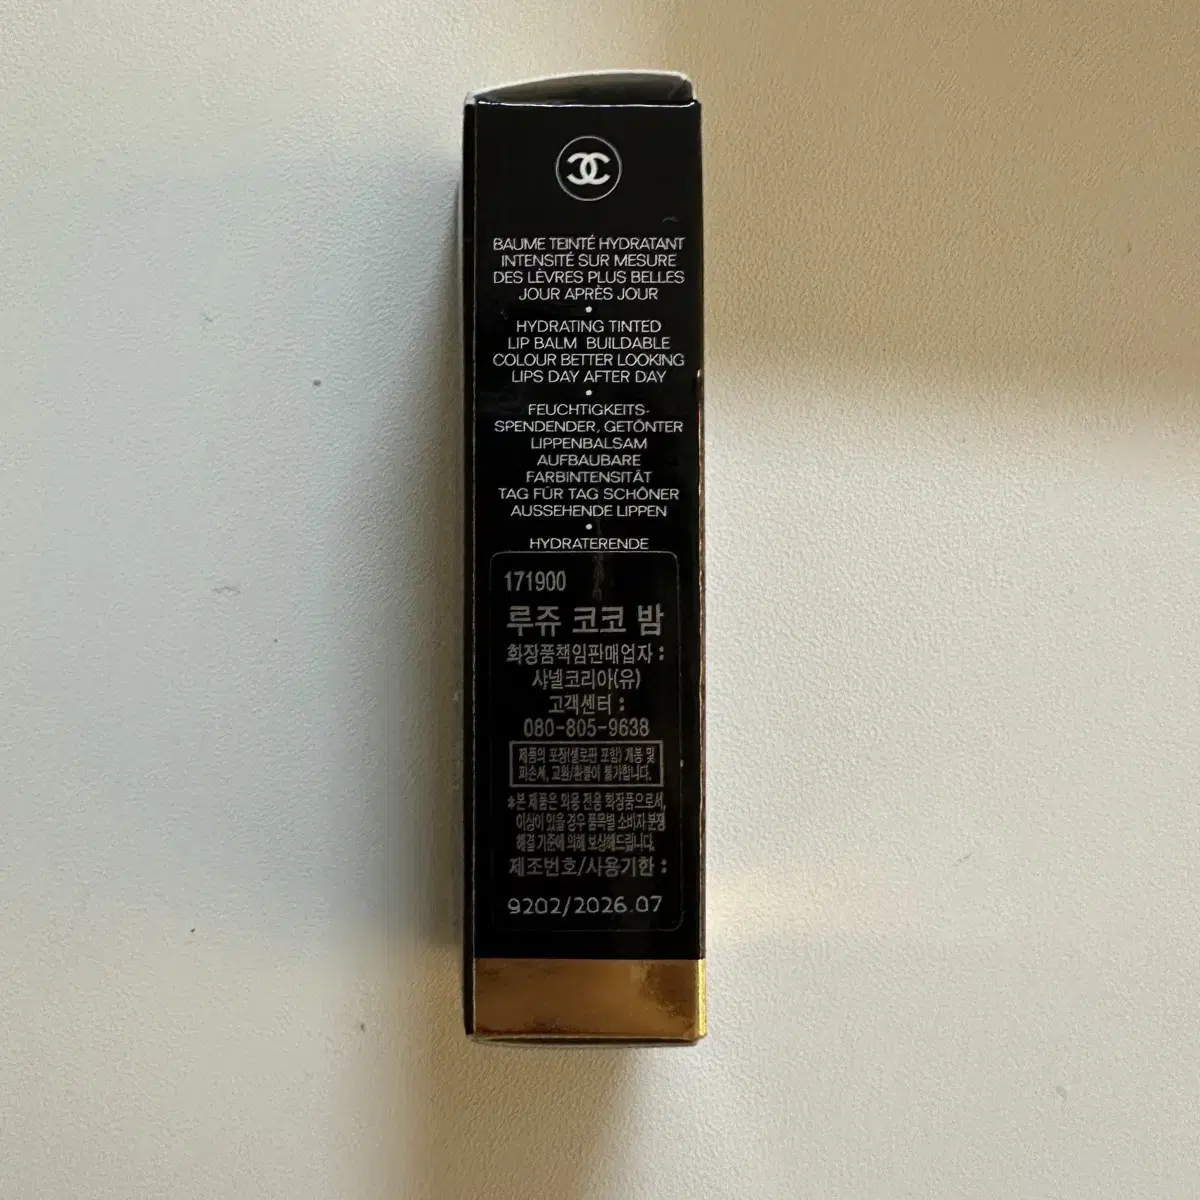 BAUME TEINTÉ HYDRATANT
INTENSITÉ SUR MESURE
DES LÈVRES PLUS BELLES
JOUR APRÈS JOUR
•
HYDRATING TINTED
LIP BALM BUILDABLE
COLOUR BETTER LOOKING
LIPS DAY AFTER DAY
•
FEUCHTIGKEITS-
SPENDENDER, GETÖNTER
LIPPENBALSAM
AUFBAUBARE
FARBINTENSITÄT
TAG FÜR TAG SCHÖNER
AUSSEHENDE LIPPEN
•
HYDRATERENDE
171900
루쥬 코코 밤
화장품책임판매업자 :
샤넬코리아(유)
고객센터 :
080-805-9638
제품의 포장(셀로판 포함) 개봉 및
파손시, 교환/환불이 불가합니다.
*본 제품은 외용 전용 화장품으로서,
이상이 있을 경우 품목별 소비자 분쟁
해결 기준에 의해 보상해드립니다.
제조번호/사용기한 :
9202/2026.07